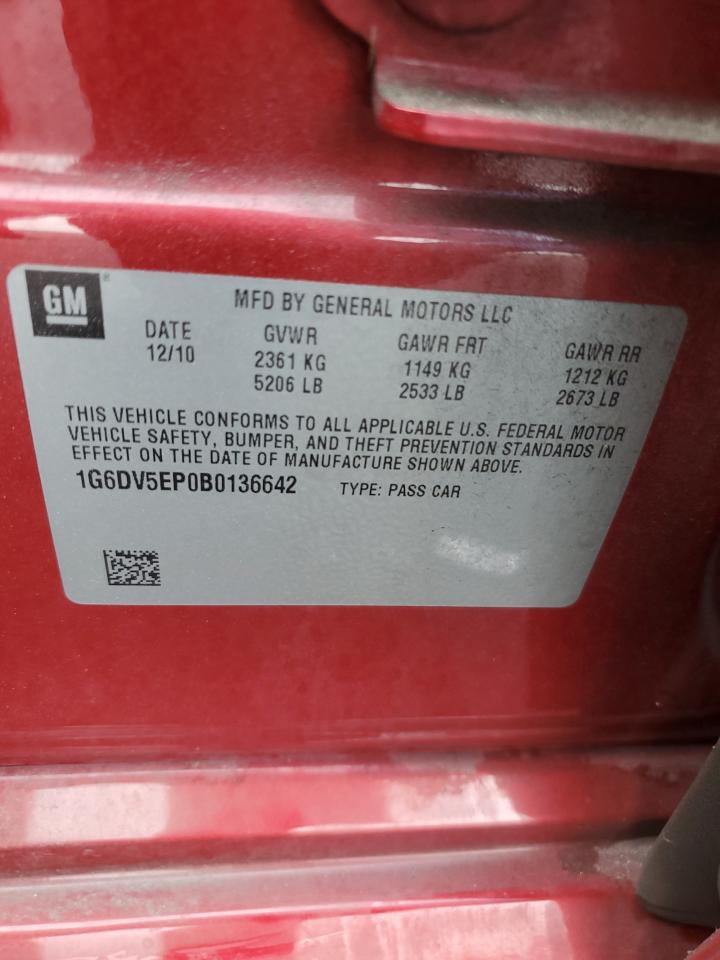 GM® MFD BY GENERAL MOTORS LLC
DATE GVWR GAWR FRT GAWR RR
12/10 2361 KG 1149 KG 1212 KG
5206 LB 2533 LB 2673 LB
THIS VEHICLE CONFORMS TO ALL APPLICABLE U.S. FEDERAL MOTOR
VEHICLE SAFETY, BUMPER, AND THEFT PREVENTION STANDARDS IN
EFFECT ON THE DATE OF MANUFACTURE SHOWN ABOVE.
1G6DV5EP0B0136642 TYPE: PASS CAR